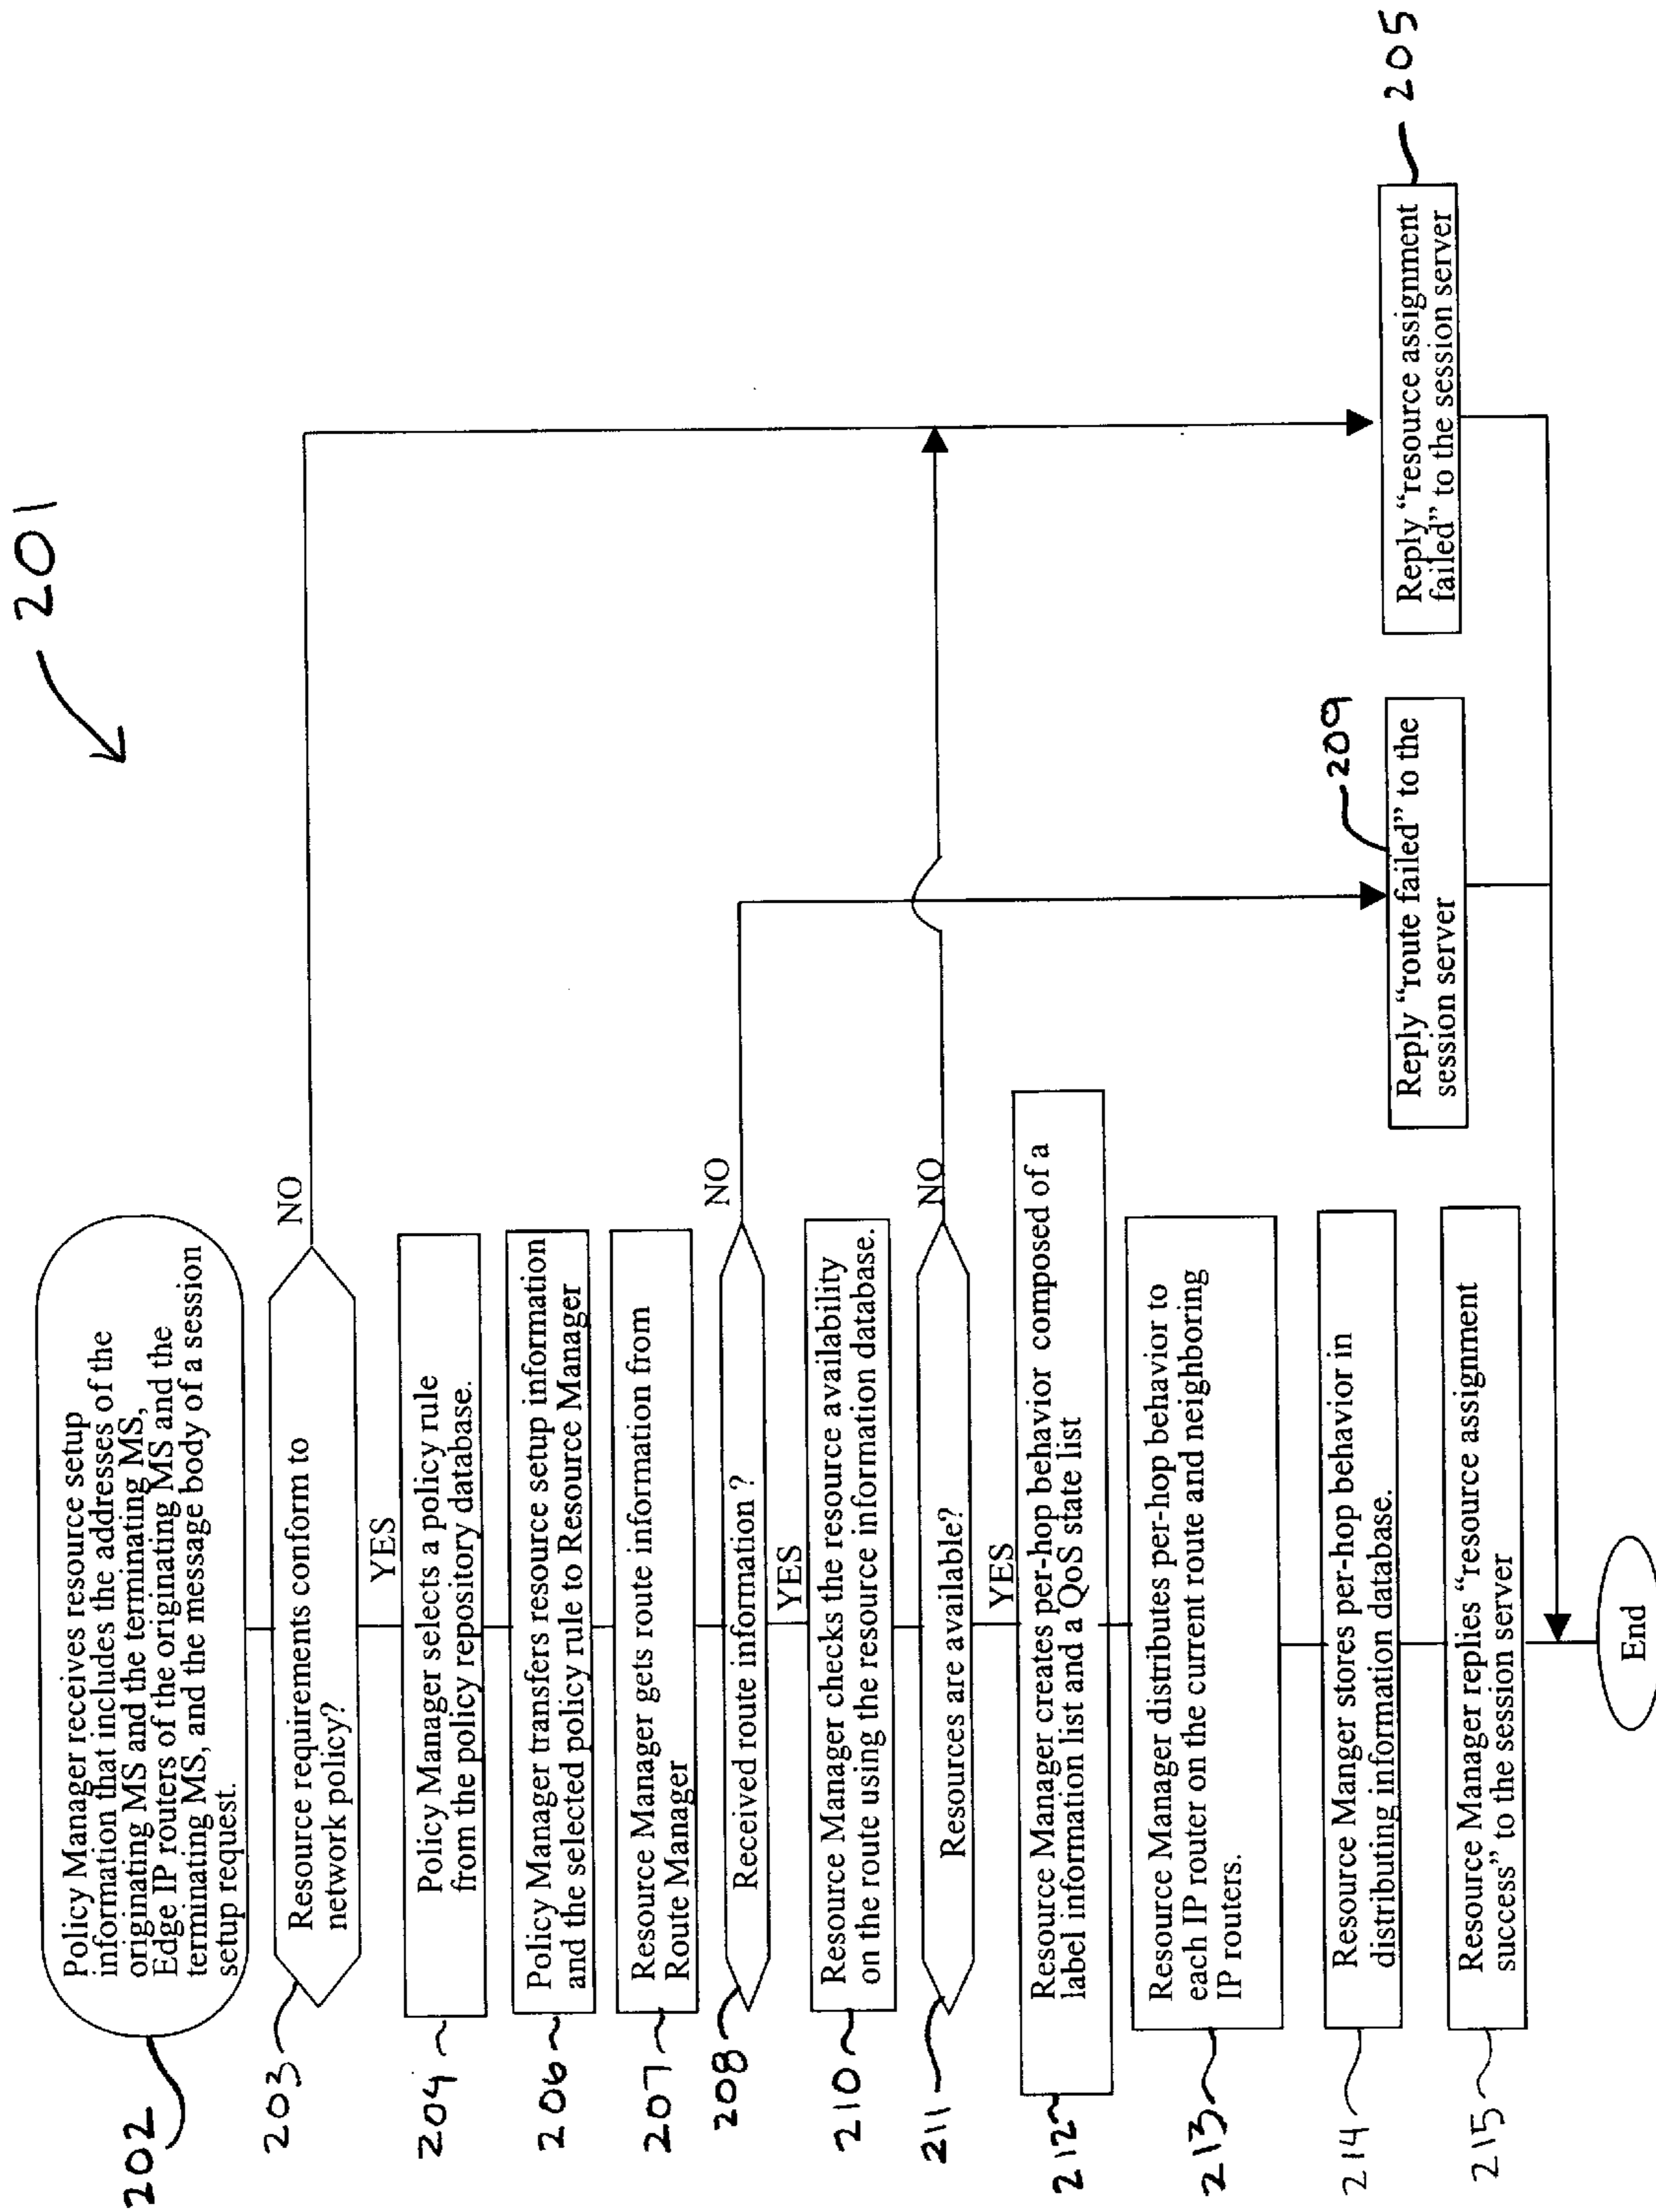 201
202
Policy Manager receives resource setup
information that includes the addresses of the
originating MS and the terminating MS,
Edge IP routers of the originating MS and the
terminating MS, and the message body of a session
setup request.
203
Resource requirements conform to
network policy?
NO
YES
204
Policy Manager selects a policy rule
from the policy repository database.
206
Policy Manager transfers resource setup information
and the selected policy rule to Resource Manager
207
Resource Manager gets route information from
Route Manager
208
Received route information ?
NO
YES
210
Resource Manager checks the resource availability
on the route using the resource information database.
211
Resources are available?
NO
YES
212
Resource Manager creates per-hop behavior composed of a
label information list and a QoS state list
213
Resource Manager distributes per-hop behavior to
each IP router on the current route and neighboring
IP routers.
214
Resource Manger stores per-hop behavior in
distributing information database.
215
Resource Manager replies “resource assignment
success” to the session server
209
Reply “route failed” to the
session server
205
Reply “resource assignment
failed” to the session server
End